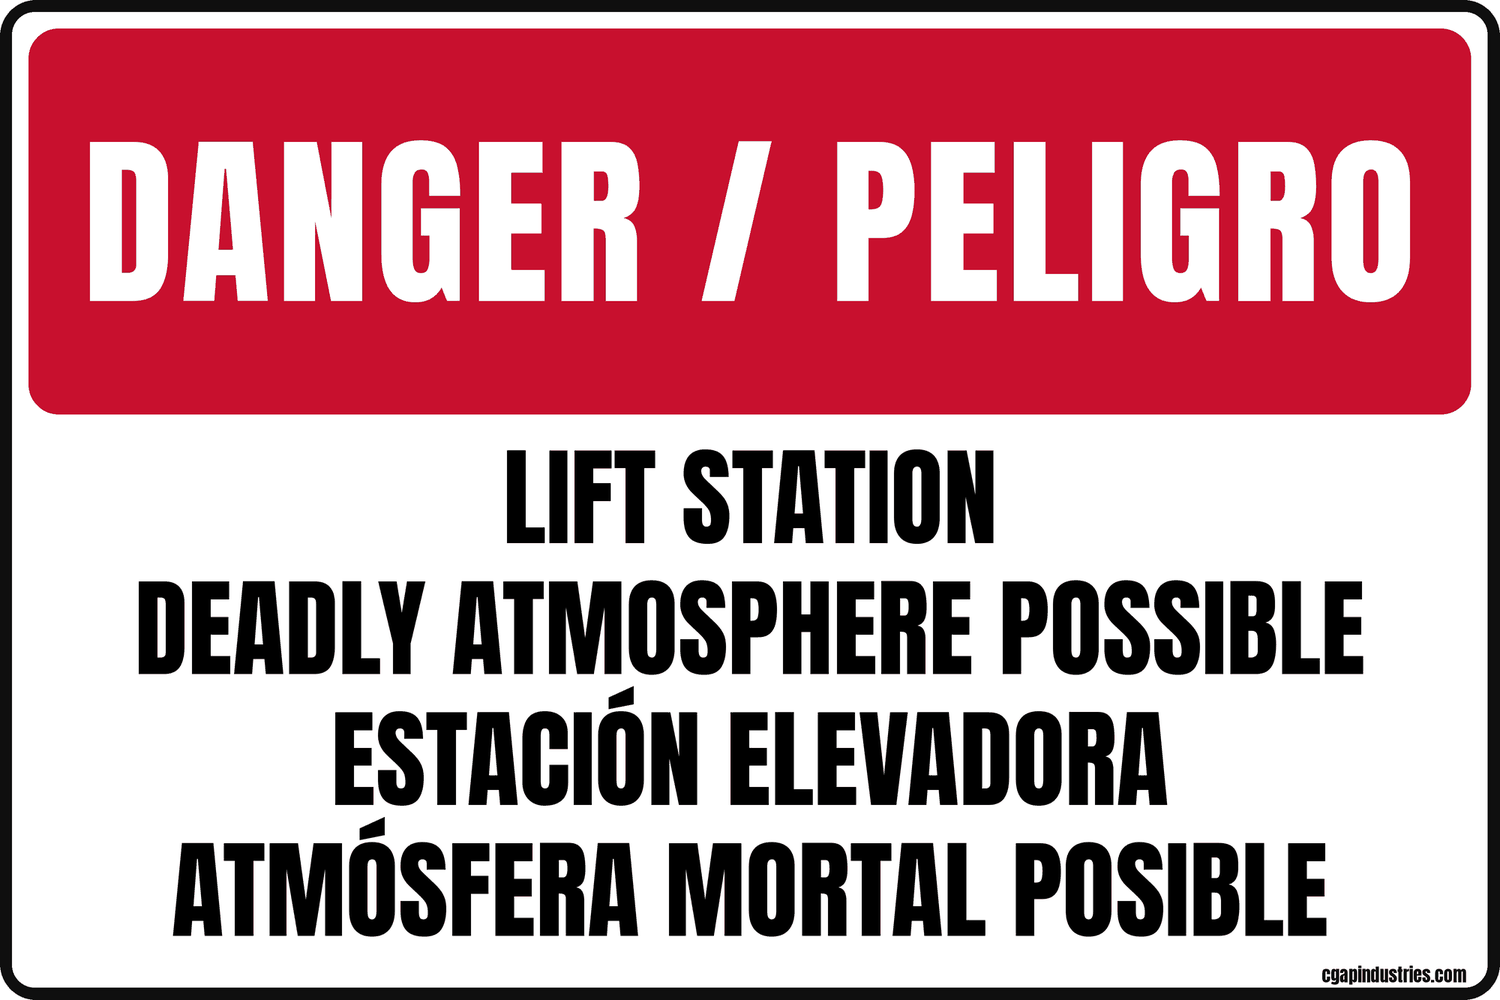 DANGER / PELIGRO
LIFT STATION
DEADLY ATMOSPHERE POSSIBLE
ESTACIÓN ELEVADORA
ATMÓSFERA MORTAL POSIBLE
cgapindustries.com